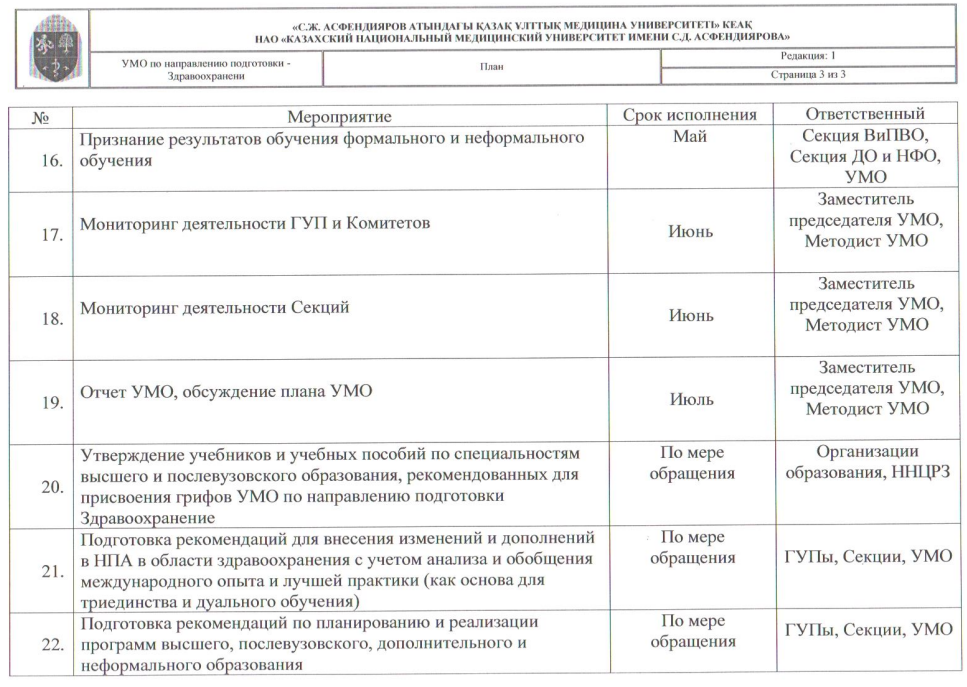 «С.Ж. АСФЕНДИЯРОВ АТЫНДАҒЫ ҚАЗАҚ ҰЛТТЫҚ МЕДИЦИНА УНИВЕРСИТЕТІ» КЕАҚ
НАО «КАЗАХСКИЙ НАЦИОНАЛЬНЫЙ МЕДИЦИНСКИЙ УНИВЕРСИТЕТ ИМЕНИ С.Д. АСФЕНДИЯРОВА»
УМО по направлению подготовки -
Здравоохранени
План
Редакция: 1
Страница 3 из 3
№ Мероприятие Срок исполнения Ответственный
16. Признание результатов обучения формального и неформального
обучения
Май
Секция ВиПВО,
Секция ДО и НФО,
УМО
17. Мониторинг деятельности ГУП и Комитетов
Июнь
Заместитель
председателя УМО,
Методист УМО
18. Мониторинг деятельности Секций
Июнь
Заместитель
председателя УМО,
Методист УМО
19. Отчет УМО, обсуждение плана УМО
Июль
Заместитель
председателя УМО,
Методист УМО
20. Утверждение учебников и учебных пособий по специальностям
высшего и послевузовского образования, рекомендованных для
присвоения грифов УМО по направлению подготовки
Здравоохранение
По мере
обращения
Организации
образования, ННЦРЗ
21. Подготовка рекомендаций для внесения изменений и дополнений
в НПА в области здравоохранения с учетом анализа и обобщения
международного опыта и лучшей практики (как основа для
триединства и дуального обучения)
По мере
обращения
ГУПы, Секции, УМО
22. Подготовка рекомендаций по планированию и реализации
программ высшего, послевузовского, дополнительного и
неформального образования
По мере
обращения
ГУПы, Секции, УМО